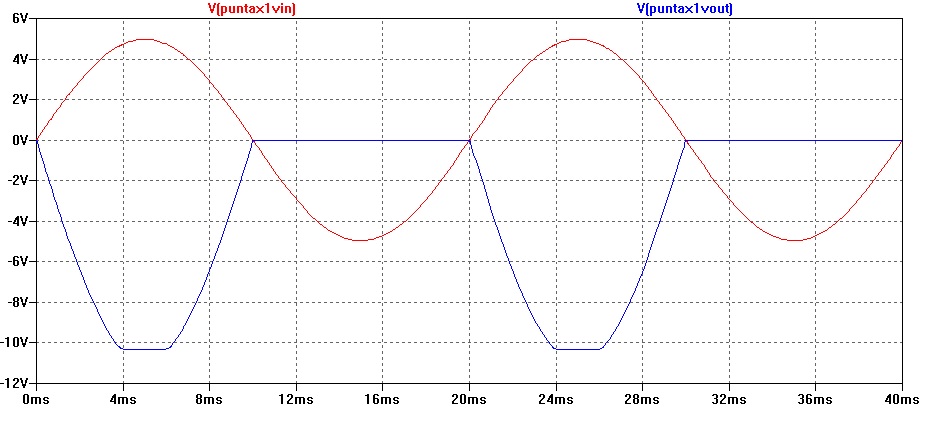 V(puntax1vin) V(puntax1vout)
6V
4V
2V
0V
-2V
-4V
-6V
-8V
-10V
-12V
0ms 4ms 8ms 12ms 16ms 20ms 24ms 28ms 32ms 36ms 40ms